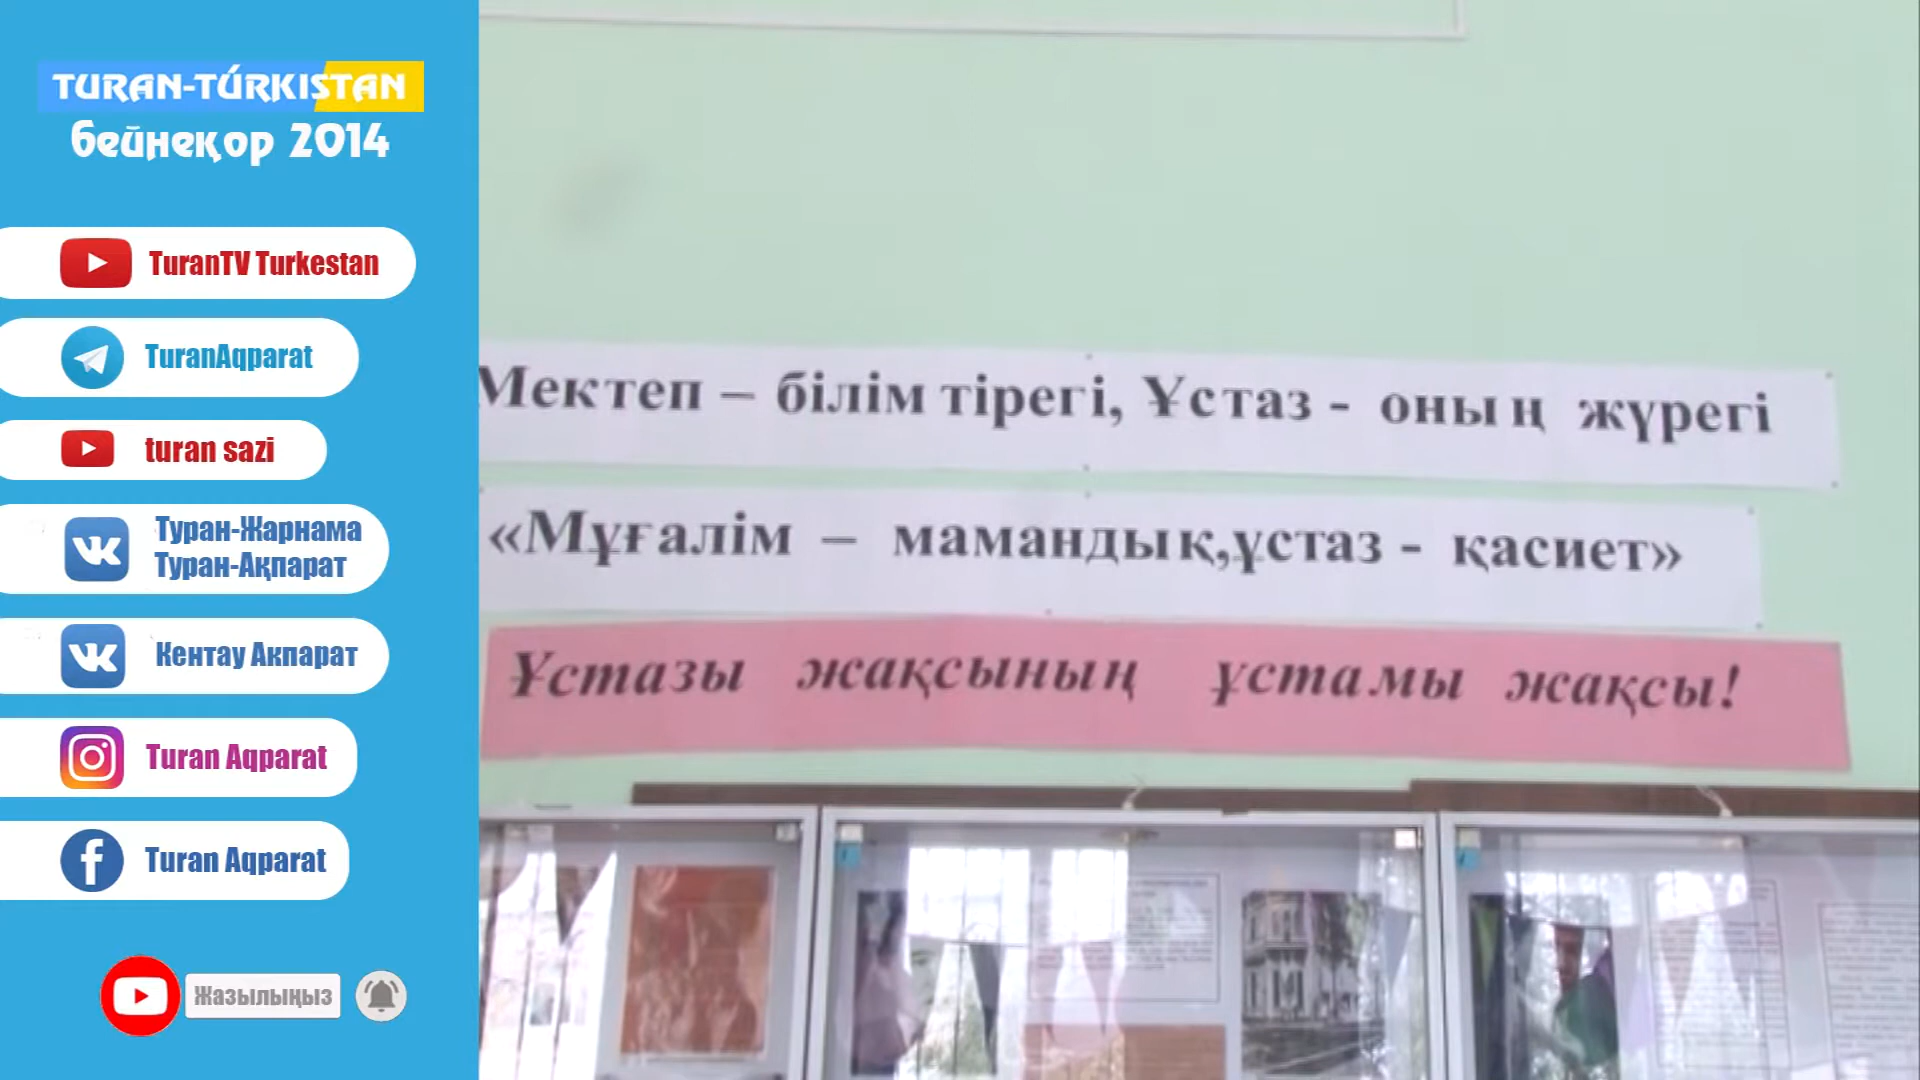 TURAN-TÚRKISTAN
бейнеқор 2014
TuranTV Turkestan
TuranAqparat
turan sazi
Туран-Жарнама
Туран-Ақпарат
Кентау Акпарат
Turan Aqparat
Turan Aqparat
Жазылыңыз
Мектеп – білім тірегі, Ұстаз - оның жүрегі
«Мұғалім – мамандық,ұстаз - қасиет»
Ұстазы жақсының ұстамы жақсы!